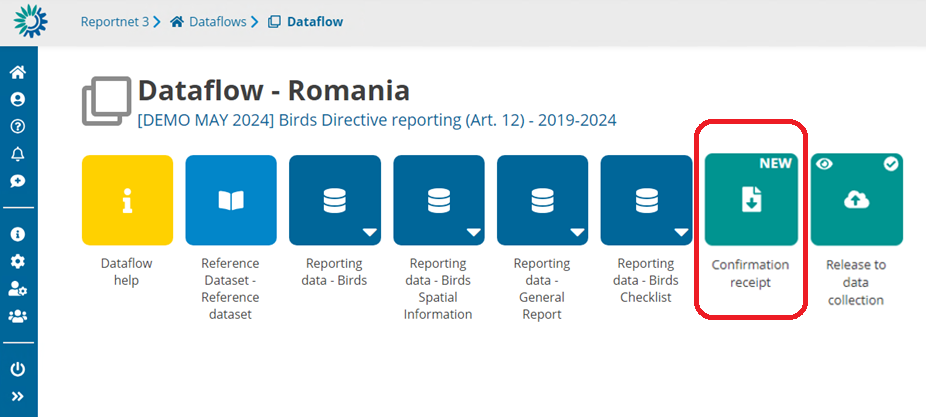 Reportnet 3 Dataflows Dataflow
Dataflow - Romania
[DEMO MAY 2024] Birds Directive reporting (Art. 12) - 2019-2024
NEW
Dataflow
help
Reference
Dataset -
Reference
dataset
Reporting
data - Birds
Reporting
data - Birds
Spatial
Information
Reporting
data -
General
Report
Reporting
data - Birds
Checklist
Confirmation
receipt
Release to
data
collection